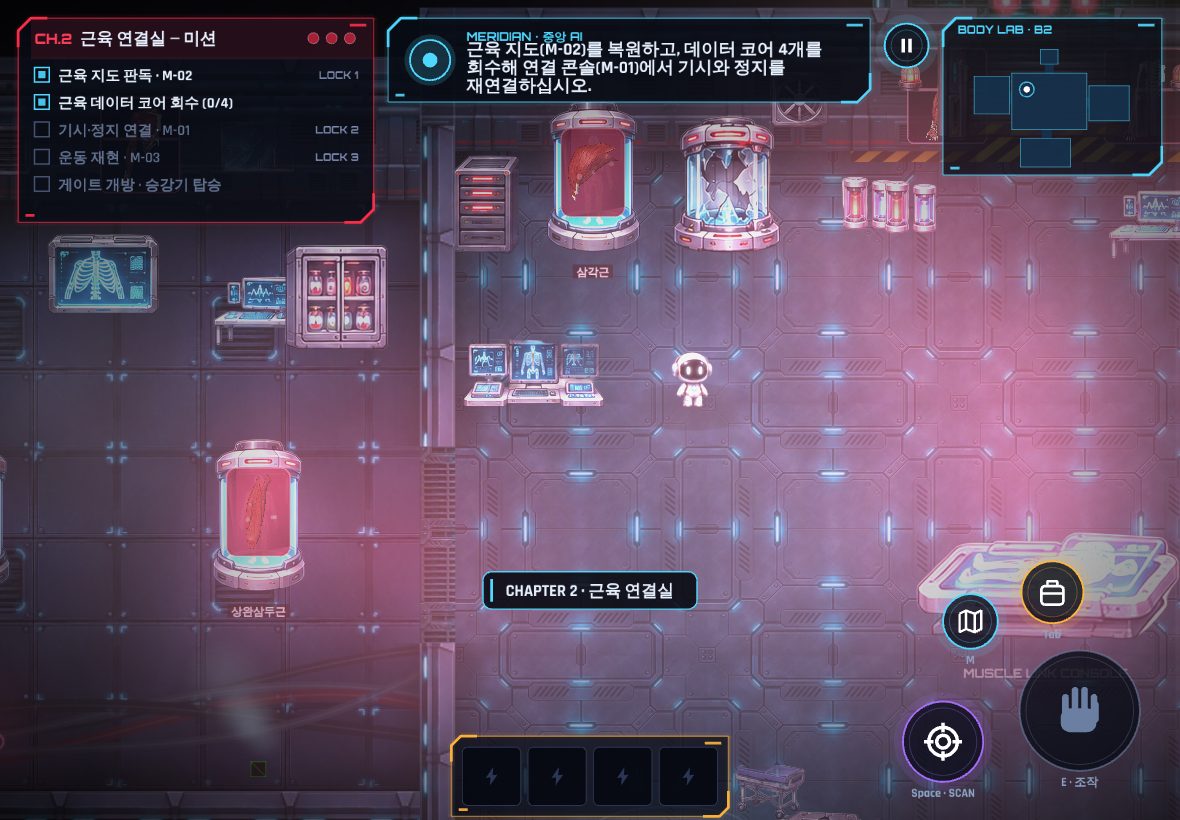 CH.2 근육 연결실 – 미션
근육 지도 판독 · M-02 LOCK 1
근육 데이터 코어 회수 (0/4)
기시·정지 연결 · M-01 LOCK 2
운동 재현 · M-03 LOCK 3
게이트 개방 · 승강기 탑승
MERIDIAN · 중앙 AI
근육 지도(M-02)를 복원하고, 데이터 코어 4개를
회수해 연결 콘솔(M-01)에서 기시와 정지를
재연결하십시오.
BODY LAB · B2
삼각근
상완삼두근
CHAPTER 2 · 근육 연결실
Tab
M
MUSCLE LINK CONSOLE
Space · SCAN
E · 조작